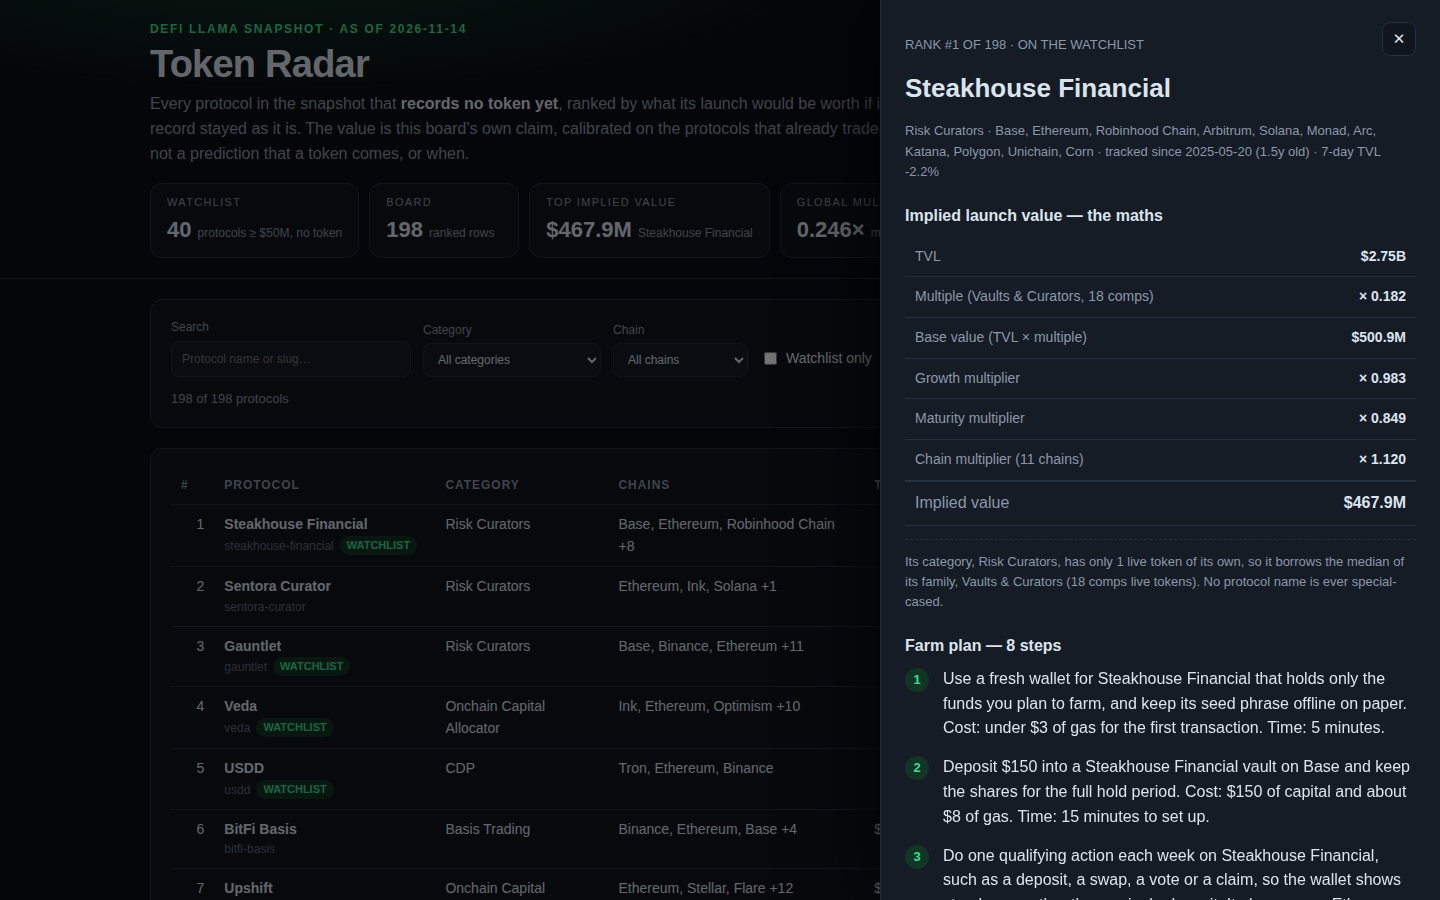 DEFI LLAMA SNAPSHOT · AS OF 2026-11-14
Token Radar
Every protocol in the snapshot that records no token yet, ranked by what its launch would be worth if
record stayed as it is. The value is this board's own claim, calibrated on the protocols that already trade
not a prediction that a token comes, or when.
WATCHLIST
40 protocols ≥ $50M, no token
BOARD
198 ranked rows
TOP IMPLIED VALUE
$467.9M Steakhouse Financial
GLOBAL
0.246×
Search
Protocol name or slug…
Category
All categories
Chain
All chains
Watchlist only
198 of 198 protocols
# PROTOCOL CATEGORY CHAINS
1 Steakhouse Financial Risk Curators Base, Ethereum, Robinhood Chain
steakhouse-financial WATCHLIST +8
2 Sentora Curator Risk Curators Ethereum, Ink, Solana +1
sentora-curator
3 Gauntlet Risk Curators Base, Binance, Ethereum +11
gauntlet WATCHLIST
4 Veda Onchain Capital Ink, Ethereum, Optimism +10
veda WATCHLIST Allocator
5 USDD CDP Tron, Ethereum, Binance
usdd WATCHLIST
6 BitFi Basis Basis Trading Binance, Ethereum, Base +4 $
bitfi-basis
7 Upshift Onchain Capital Ethereum, Stellar, Flare +12 $
RANK #1 OF 198 · ON THE WATCHLIST
✕
Steakhouse Financial
Risk Curators · Base, Ethereum, Robinhood Chain, Arbitrum, Solana, Monad, Arc,
Katana, Polygon, Unichain, Corn · tracked since 2025-05-20 (1.5y old) · 7-day TVL
-2.2%
Implied launch value — the maths
TVL $2.75B
Multiple (Vaults & Curators, 18 comps) × 0.182
Base value (TVL × multiple) $500.9M
Growth multiplier × 0.983
Maturity multiplier × 0.849
Chain multiplier (11 chains) × 1.120
Implied value $467.9M
Its category, Risk Curators, has only 1 live token of its own, so it borrows the median of
its family, Vaults & Curators (18 comps live tokens). No protocol name is ever special-
cased.
Farm plan — 8 steps
1 Use a fresh wallet for Steakhouse Financial that holds only the
funds you plan to farm, and keep its seed phrase offline on paper.
Cost: under $3 of gas for the first transaction. Time: 5 minutes.
2 Deposit $150 into a Steakhouse Financial vault on Base and keep
the shares for the full hold period. Cost: $150 of capital and about
$8 of gas. Time: 15 minutes to set up.
3 Do one qualifying action each week on Steakhouse Financial,
such as a deposit, a swap, a vote or a claim, so the wallet shows